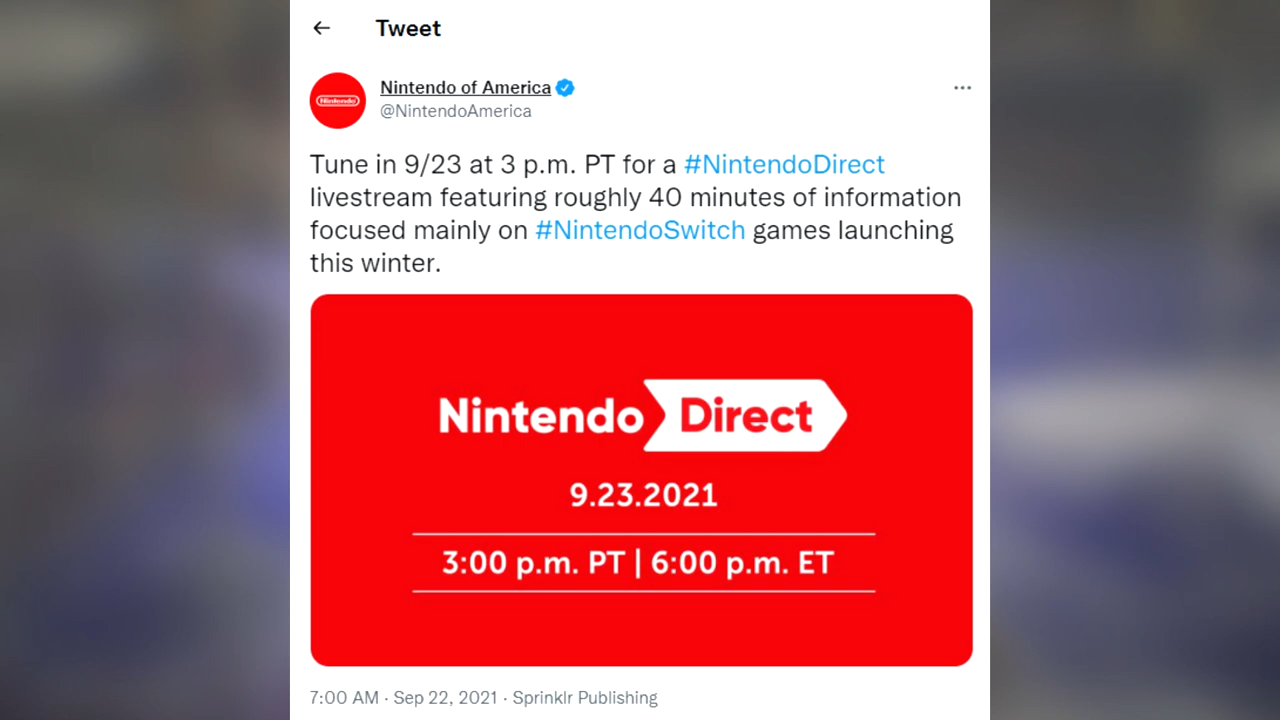 Tweet
Nintendo
Nintendo of America
@NintendoAmerica
Tune in 9/23 at 3 p.m. PT for a #NintendoDirect
livestream featuring roughly 40 minutes of information
focused mainly on #NintendoSwitch games launching
this winter.
Nintendo Direct
9.23.2021
3:00 p.m. PT | 6:00 p.m. ET
7:00 AM · Sep 22, 2021 · Sprinklr Publishing